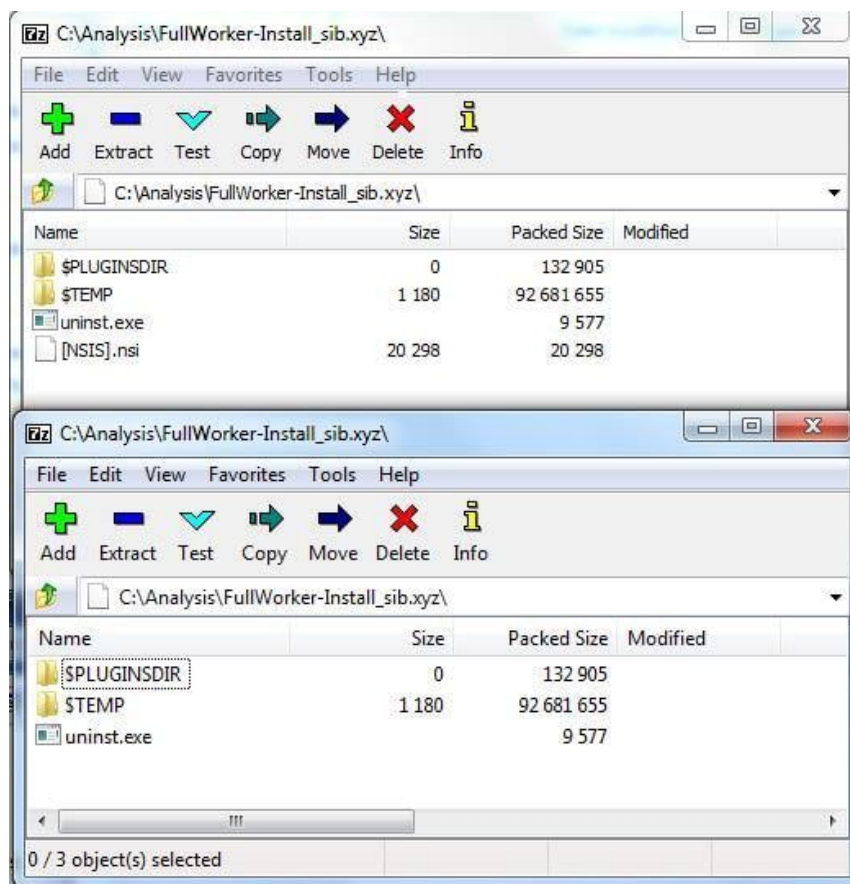 7z C:\Analysis\FullWorker-Install_sib.xyz\
File Edit View Favorites Tools Help
Add Extract Test Copy Move Delete Info
C:\Analysis\FullWorker-Install_sib.xyz\
Name Size Packed Size Modified
$PLUGINSDIR 0 132 905
$TEMP 1 180 92 681 655
uninst.exe 9 577
[NSIS].nsi 20 298 20 298
7z C:\Analysis\FullWorker-Install_sib.xyz\
File Edit View Favorites Tools Help
Add Extract Test Copy Move Delete Info
C:\Analysis\FullWorker-Install_sib.xyz\
Name Size Packed Size Modified
$PLUGINSDIR 0 132 905
$TEMP 1 180 92 681 655
uninst.exe 9 577
0 / 3 object(s) selected